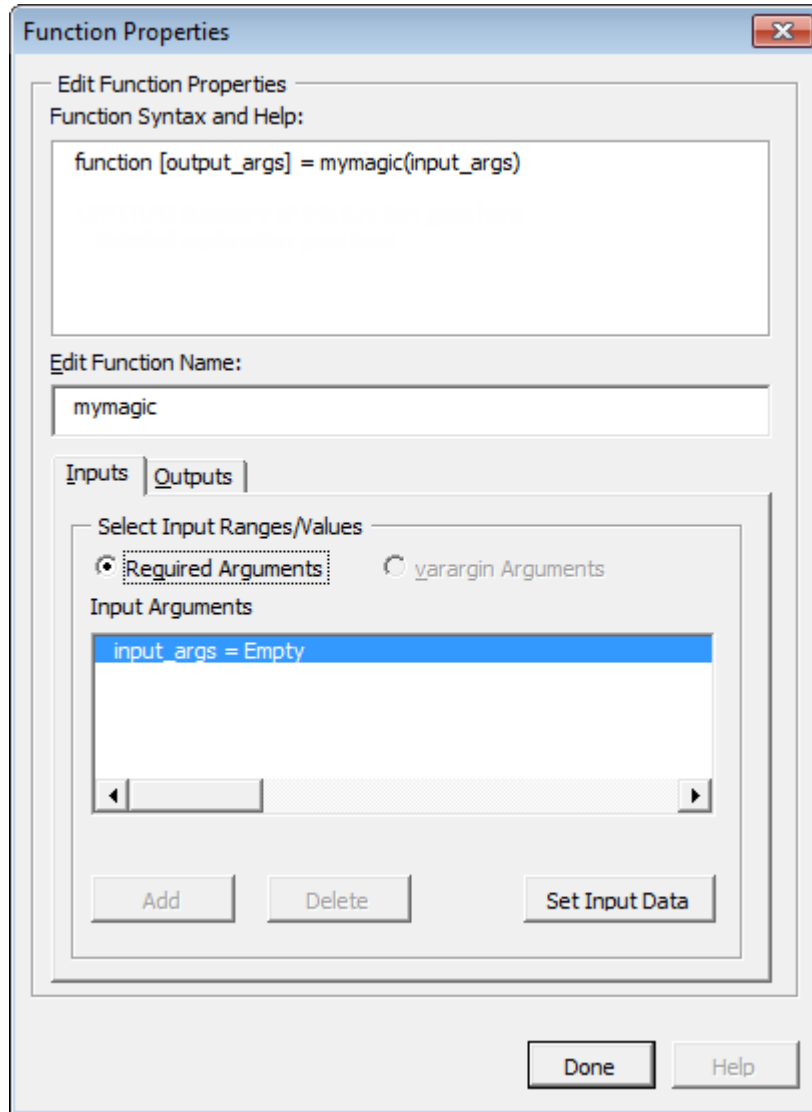 Function Properties
Edit Function Properties
Function Syntax and Help:
function [output_args] = mymagic(input_args)
Edit Function Name:
mymagic
Inputs Outputs
Select Input Ranges/Values
Required Arguments varargin Arguments
Input Arguments
input_args = Empty
Add Delete Set Input Data
Done Help